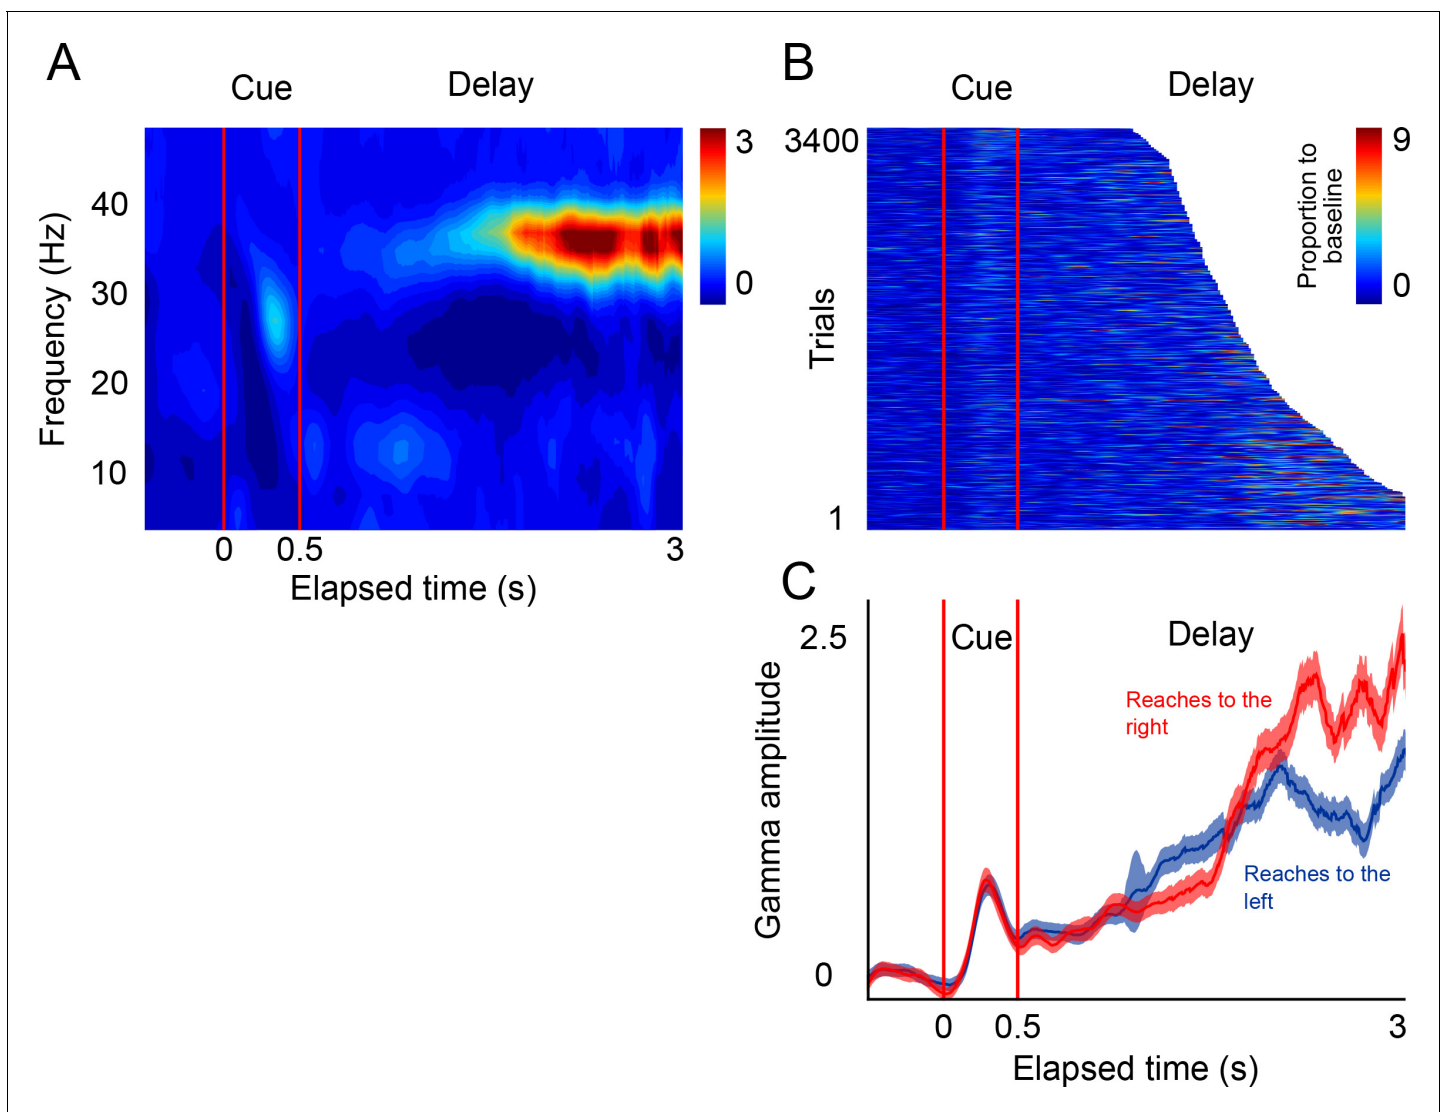 A
Cue
Delay
40
30
20
10
Frequency (Hz)
3
0
0
0.5
3
Elapsed time (s)
B
Cue
Delay
3400
1
Trials
Proportion to
baseline
9
0
C
Cue
Delay
2.5
0
Gamma amplitude
Reaches to the
right
Reaches to the
left
0
0.5
3
Elapsed time (s)